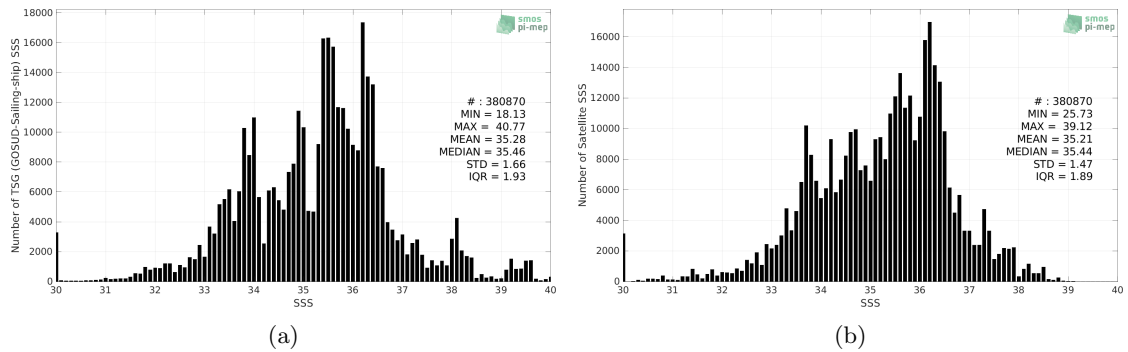 Number of TSG (GOSUD-Sailing-ship) SSS
18000
16000
14000
12000
10000
8000
6000
4000
2000
0
30 31 32 33 34 35 36 37 38 39 40
SSS
smos
pi-mep
# : 380870
MIN = 18.13
MAX = 40.77
MEAN = 35.28
MEDIAN = 35.46
STD = 1.66
IQR = 1.93
(a)
Number of Satellite SSS
16000
14000
12000
10000
8000
6000
4000
2000
0
30 31 32 33 34 35 36 37 38 39 40
SSS
smos
pi-mep
# : 380870
MIN = 25.73
MAX = 39.12
MEAN = 35.21
MEDIAN = 35.44
STD = 1.47
IQR = 1.89
(b)